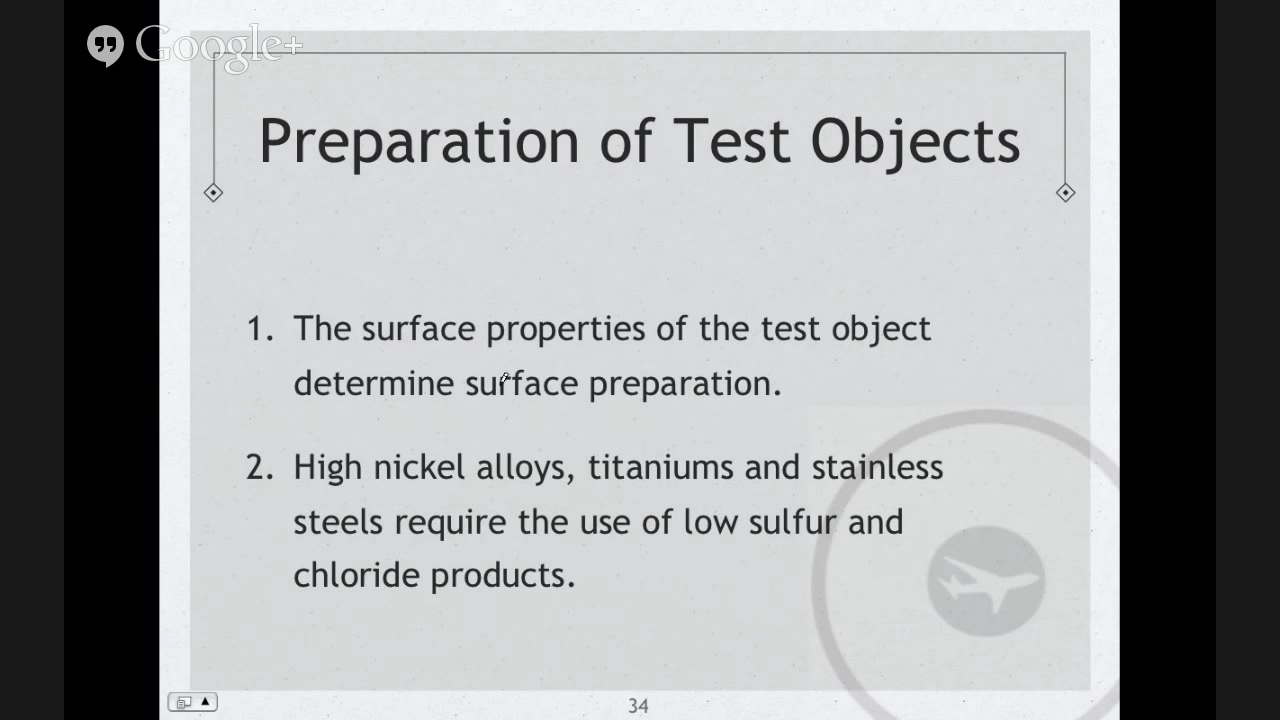 Google+
Preparation of Test Objects
1. The surface properties of the test object
determine surface preparation.
2. High nickel alloys, titaniums and stainless
steels require the use of low sulfur and
chloride products.
34